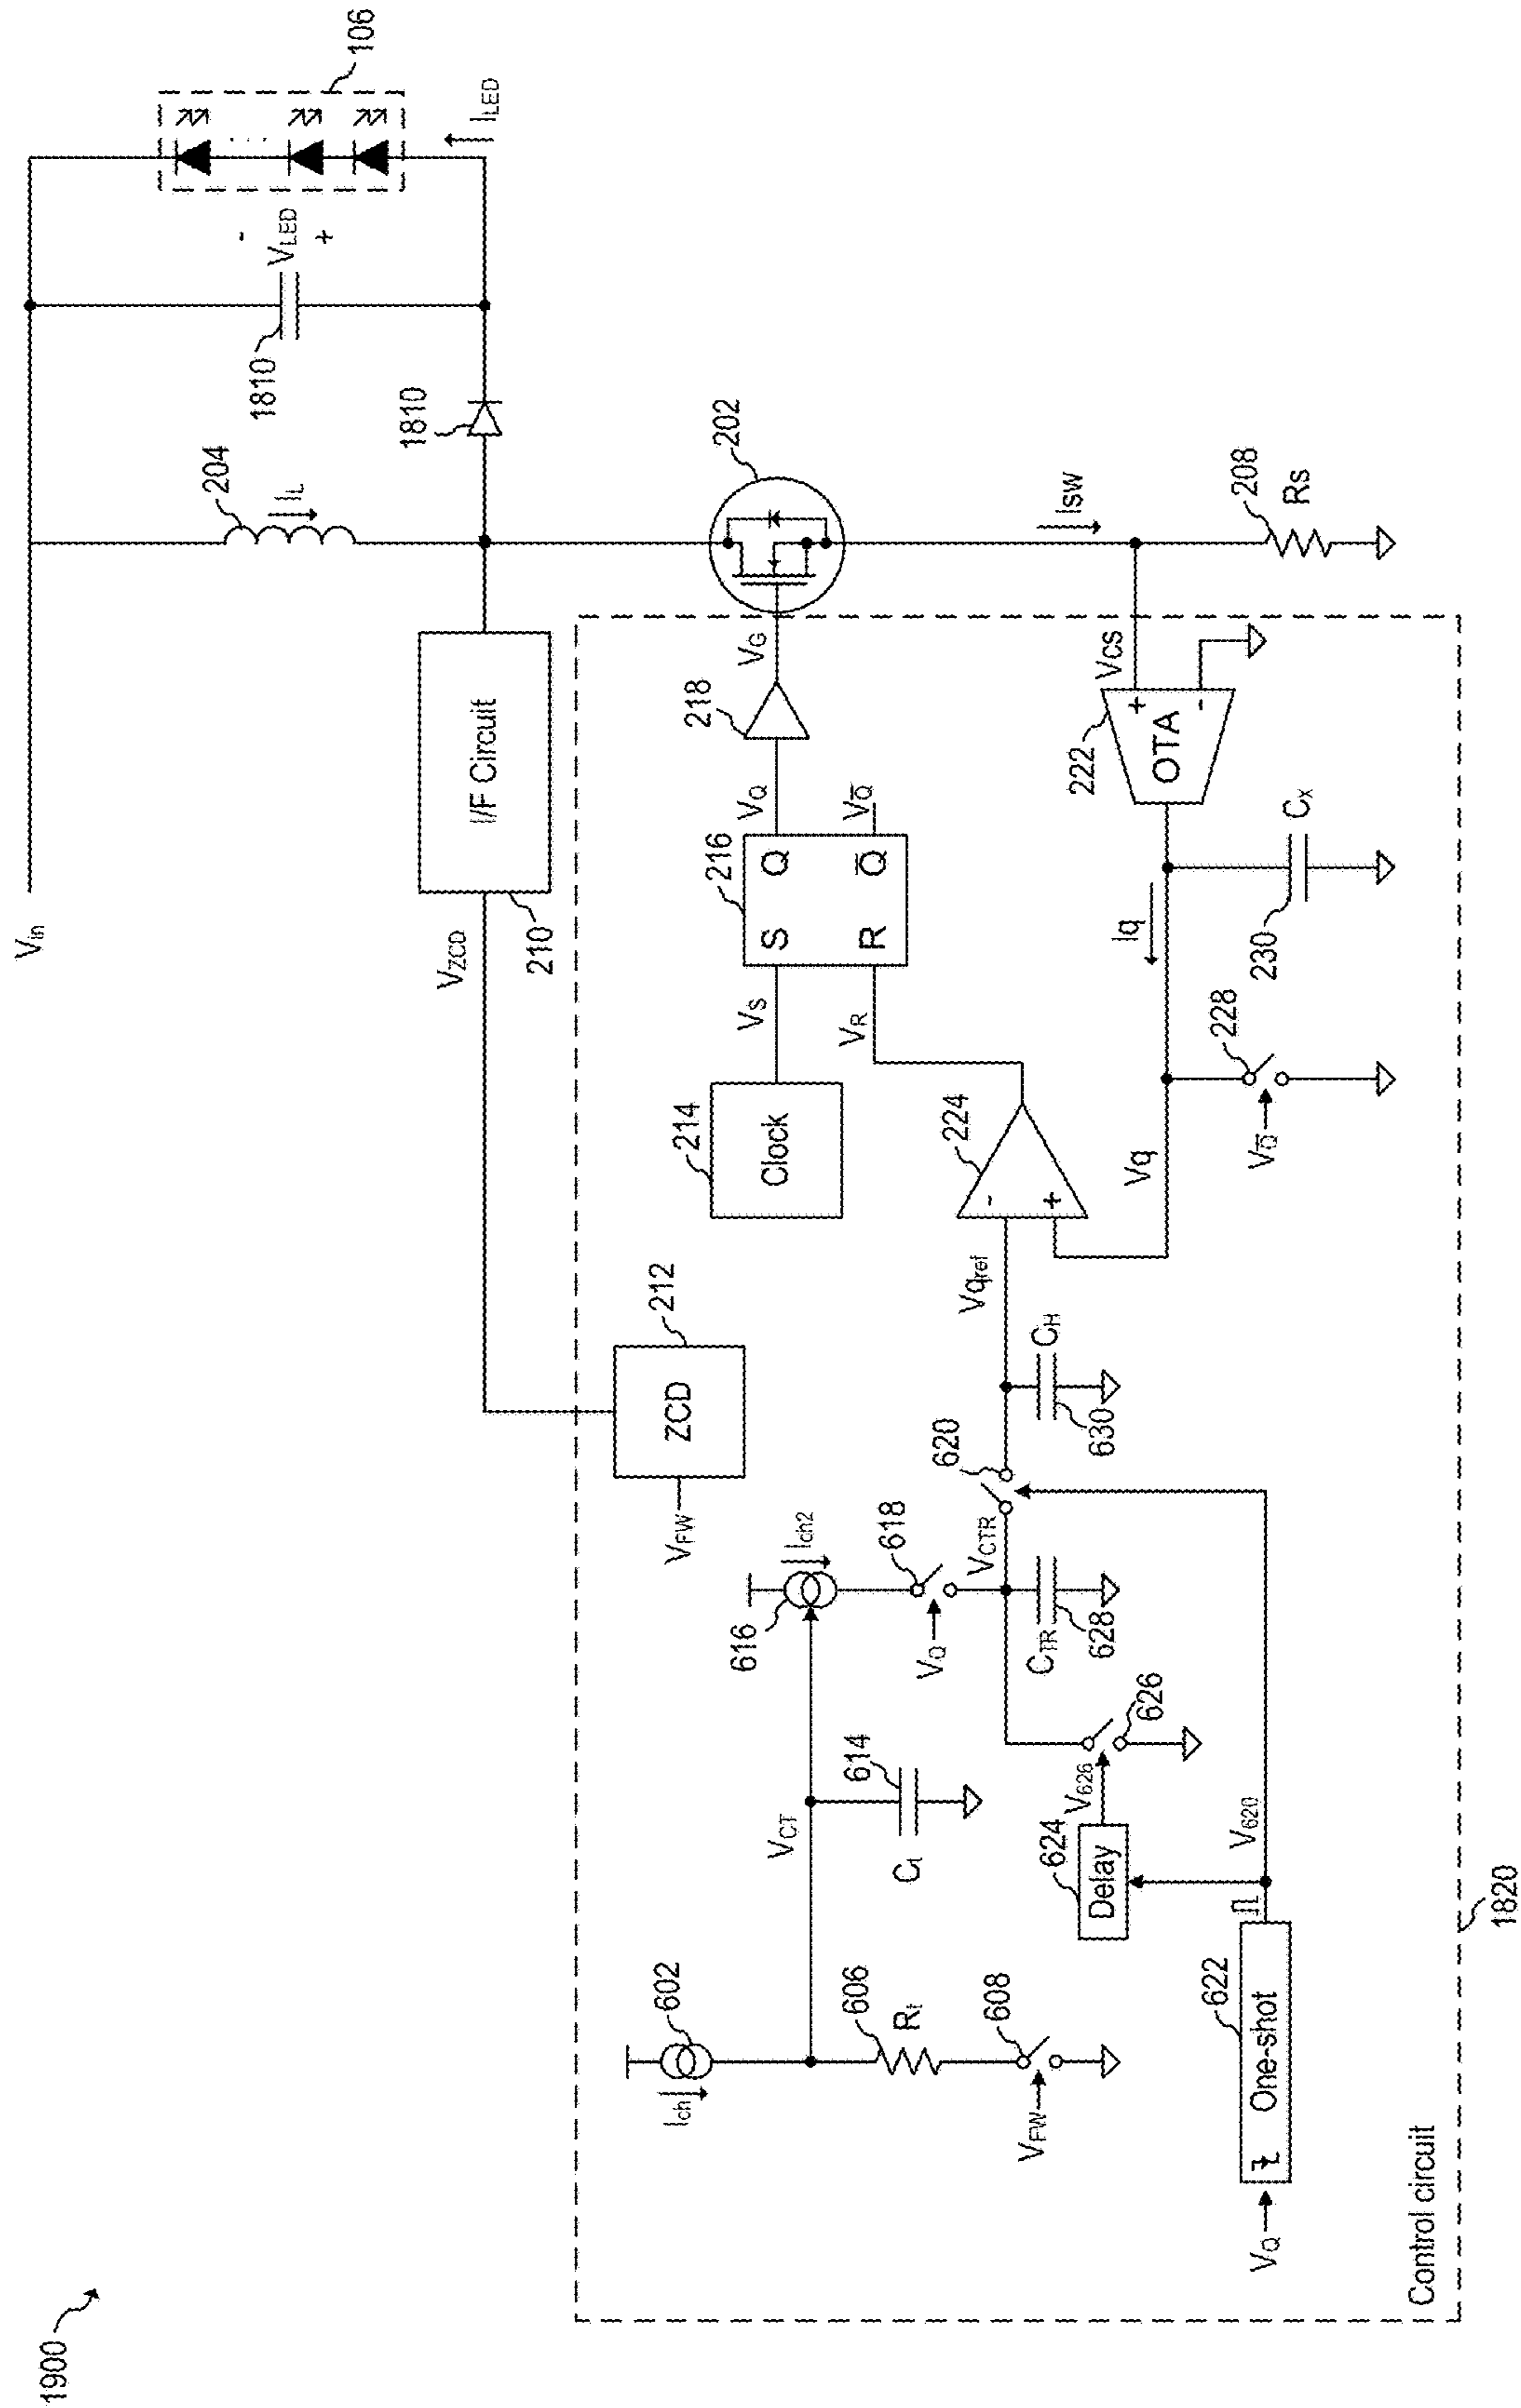 1900
Vin
204
IL
1810
VLED
-
+
106
ILED
1810
I/F Circuit
210
VZCD
202
VG
218
VQ
216
S
Q
R
Q̅
VQ̅
VS
VR
214
Clock
212
ZCD
VFW
Isw
208
Rs
Vcs
222
+
-
OTA
Iq
230
Cx
228
VQ̅
Vq
224
-
+
Vqref
CH
630
620
VCTR
618
VQ
Ich2
616
CTR
628
626
V626
624
Delay
V620
VCT
614
Ct
602
Ich
606
Rt
608
VFW
622
One-shot
VQ
Control circuit
1820